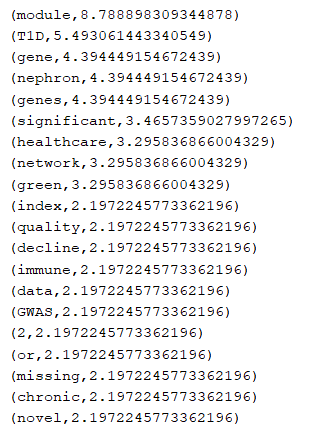 (module,8.788898309344878)
(T1D,5.493061443340549)
(gene,4.394449154672439)
(nephron,4.394449154672439)
(genes,4.394449154672439)
(significant,3.4657359027997265)
(healthcare,3.295836866004329)
(network,3.295836866004329)
(green,3.295836866004329)
(index,2.1972245773362196)
(quality,2.1972245773362196)
(decline,2.1972245773362196)
(immune,2.1972245773362196)
(data,2.1972245773362196)
(GWAS,2.1972245773362196)
(2,2.1972245773362196)
(or,2.1972245773362196)
(missing,2.1972245773362196)
(chronic,2.1972245773362196)
(novel,2.1972245773362196)